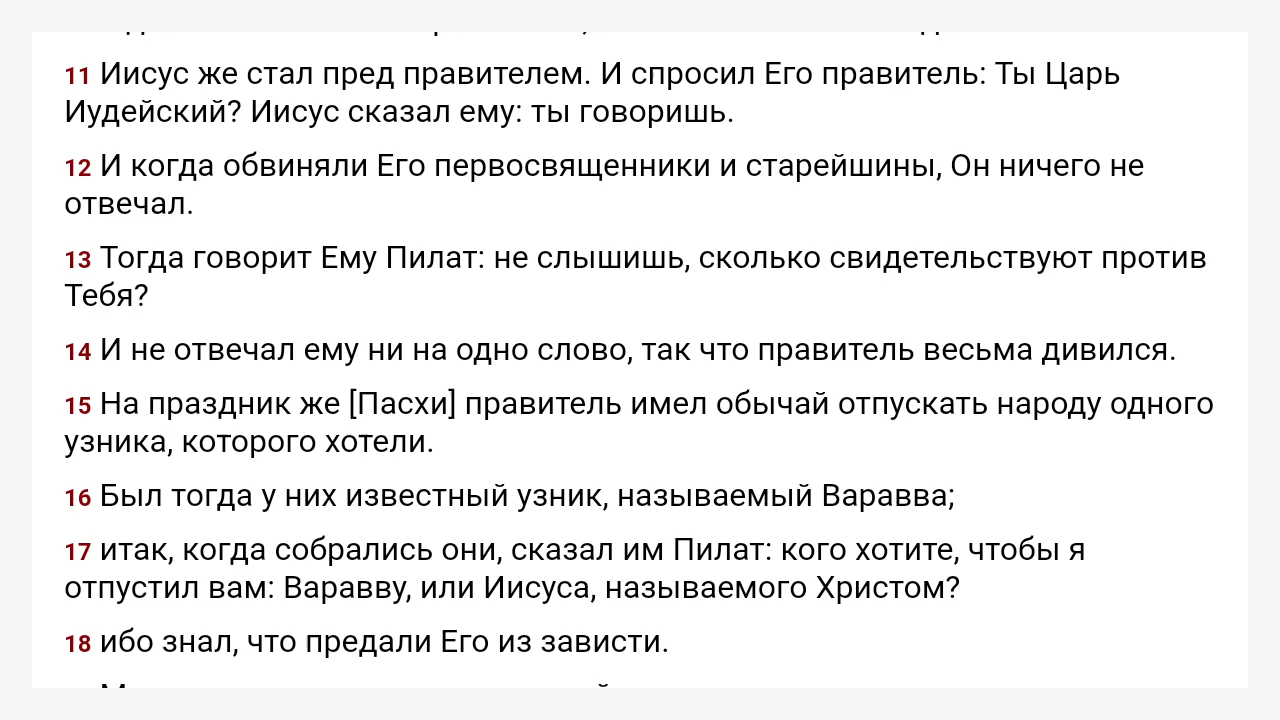 11 Иисус же стал пред правителем. И спросил Его правитель: Ты Царь
Иудейский? Иисус сказал ему: ты говоришь.
12 И когда обвиняли Его первосвященники и старейшины, Он ничего не
отвечал.
13 Тогда говорит Ему Пилат: не слышишь, сколько свидетельствуют против
Тебя?
14 И не отвечал ему ни на одно слово, так что правитель весьма дивился.
15 На праздник же [Пасхи] правитель имел обычай отпускать народу одного
узника, которого хотели.
16 Был тогда у них известный узник, называемый Варавва;
17 итак, когда собрались они, сказал им Пилат: кого хотите, чтобы я
отпустил вам: Варавву, или Иисуса, называемого Христом?
18 ибо знал, что предали Его из зависти.